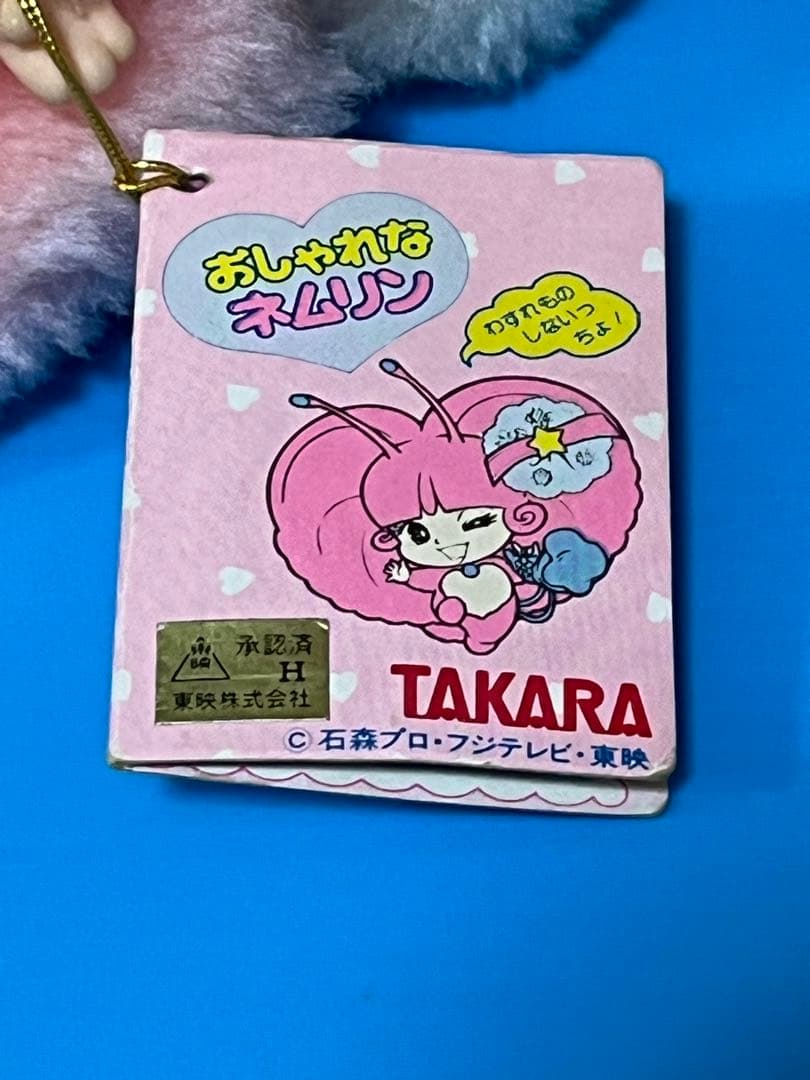 おしゃれな
ネムリン
わすれもの
しないっ
ちょ!
東映
承認済
H
東映株式会社
TAKARA
© 石森プロ・フジテレビ・東映